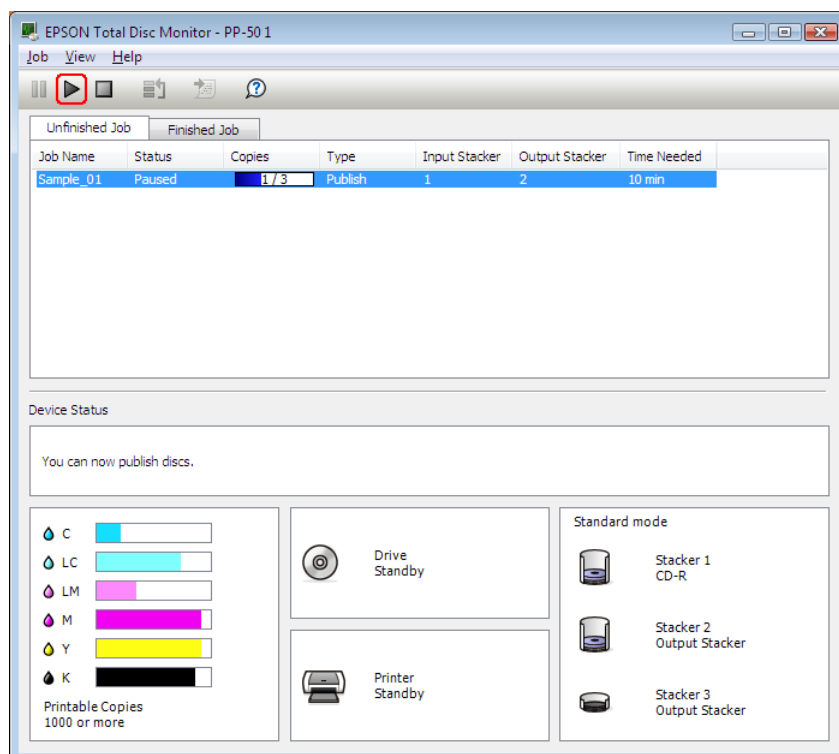 EPSON Total Disc Monitor - PP-50 1
Job View Help
Unfinished Job Finished Job
Job Name Status Copies Type Input Stacker Output Stacker Time Needed
Sample_01 Paused 1 / 3 Publish 1 2 10 min
Device Status
You can now publish discs.
C
LC
LM
M
Y
K
Printable Copies
1000 or more
Drive
Standby
Printer
Standby
Standard mode
Stacker 1
CD-R
Stacker 2
Output Stacker
Stacker 3
Output Stacker